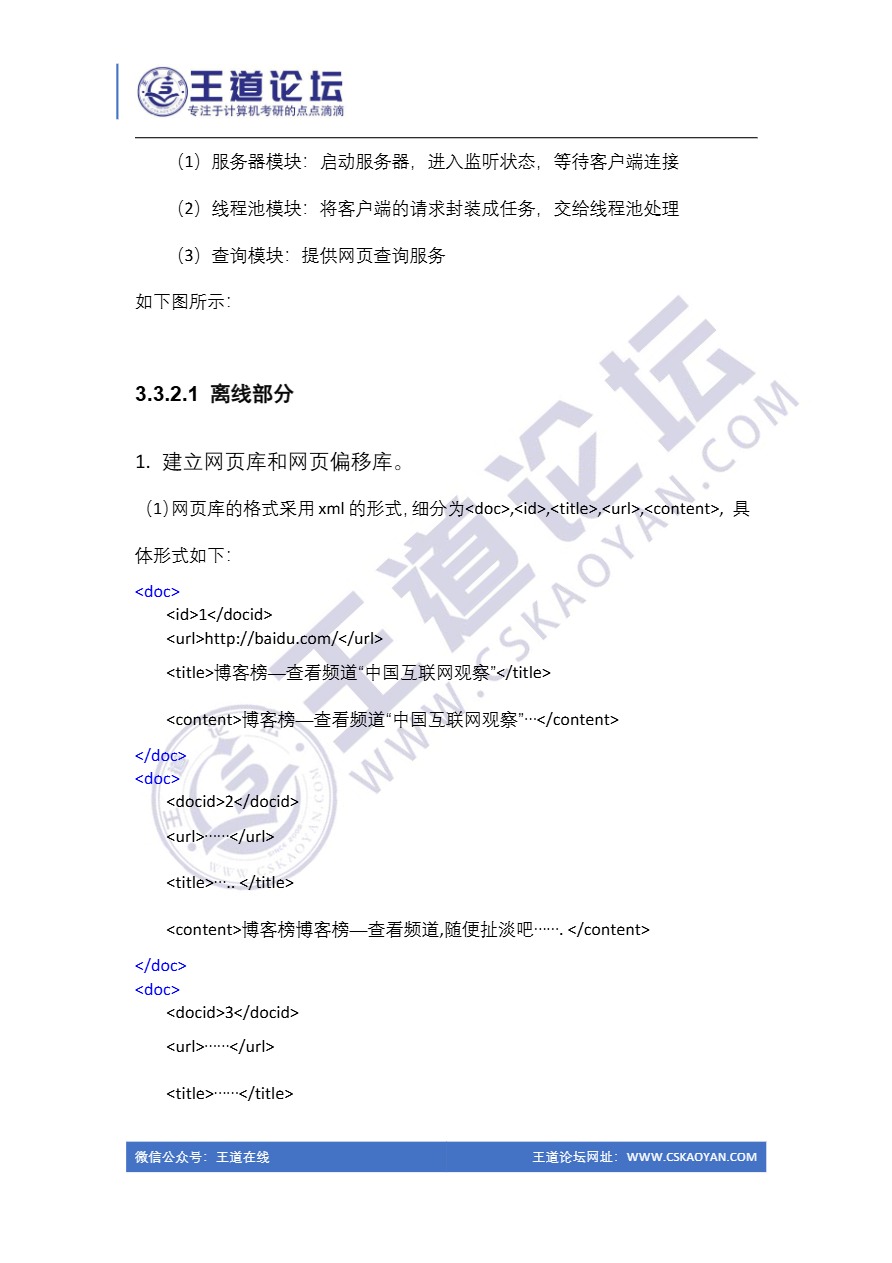 王道论坛
专注于计算机考研的点点滴滴
（1）服务器模块：启动服务器，进入监听状态，等待客户端连接
（2）线程池模块：将客户端的请求封装成任务，交给线程池处理
（3）查询模块：提供网页查询服务
如下图所示：
3.3.2.1 离线部分
1. 建立网页库和网页偏移库。
（1）网页库的格式采用 xml 的形式，细分为<doc>,<id>,<title>,<url>,<content>，具
体形式如下：
<doc>
<id>1</docid>
<url>http://baidu.com/</url>
<title>博客榜—查看频道“中国互联网观察”</title>
<content>博客榜—查看频道“中国互联网观察”…</content>
</doc>
<doc>
<docid>2</docid>
<url>……</url>
<title>….. </title>
<content>博客榜博客榜—查看频道,随便扯淡吧……. </content>
</doc>
<doc>
<docid>3</docid>
<url>……</url>
<title>……</title>
王道论坛
WWW.CSKAOYAN.COM
微信公众号：王道在线
王道论坛网址：WWW.CSKAOYAN.COM